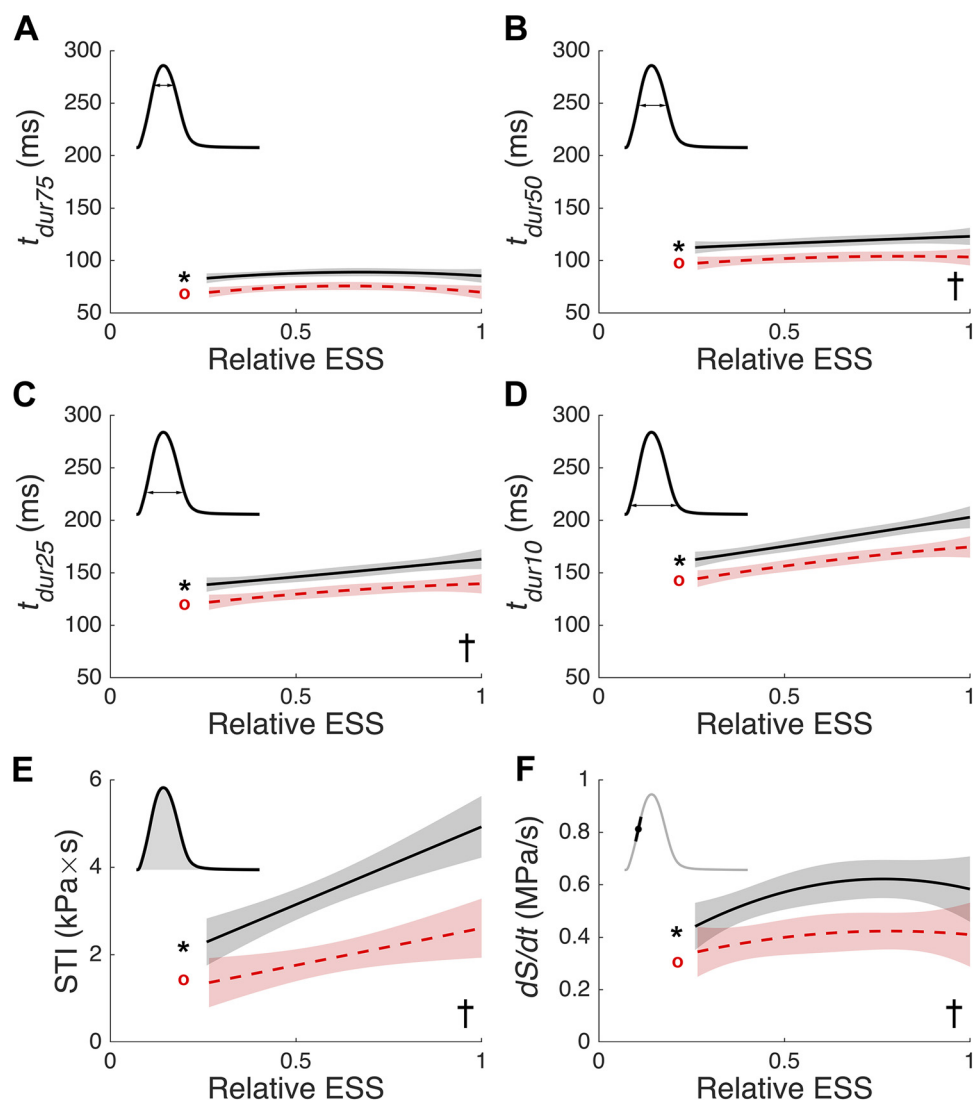 A
300
250
200
150
100
50
t dur75 (ms)
*
o
0
0.5
1
Relative ESS
B
300
250
200
150
100
50
t dur50 (ms)
*
o
†
0
0.5
1
Relative ESS
C
300
250
200
150
100
50
t dur25 (ms)
*
o
†
0
0.5
1
Relative ESS
D
300
250
200
150
100
50
t dur10 (ms)
*
o
0
0.5
1
Relative ESS
E
6
4
2
0
STI (kPa×s)
*
o
†
0
0.5
1
Relative ESS
F
1
0.8
0.6
0.4
0.2
0
dS/dt (MPa/s)
*
o
†
0
0.5
1
Relative ESS